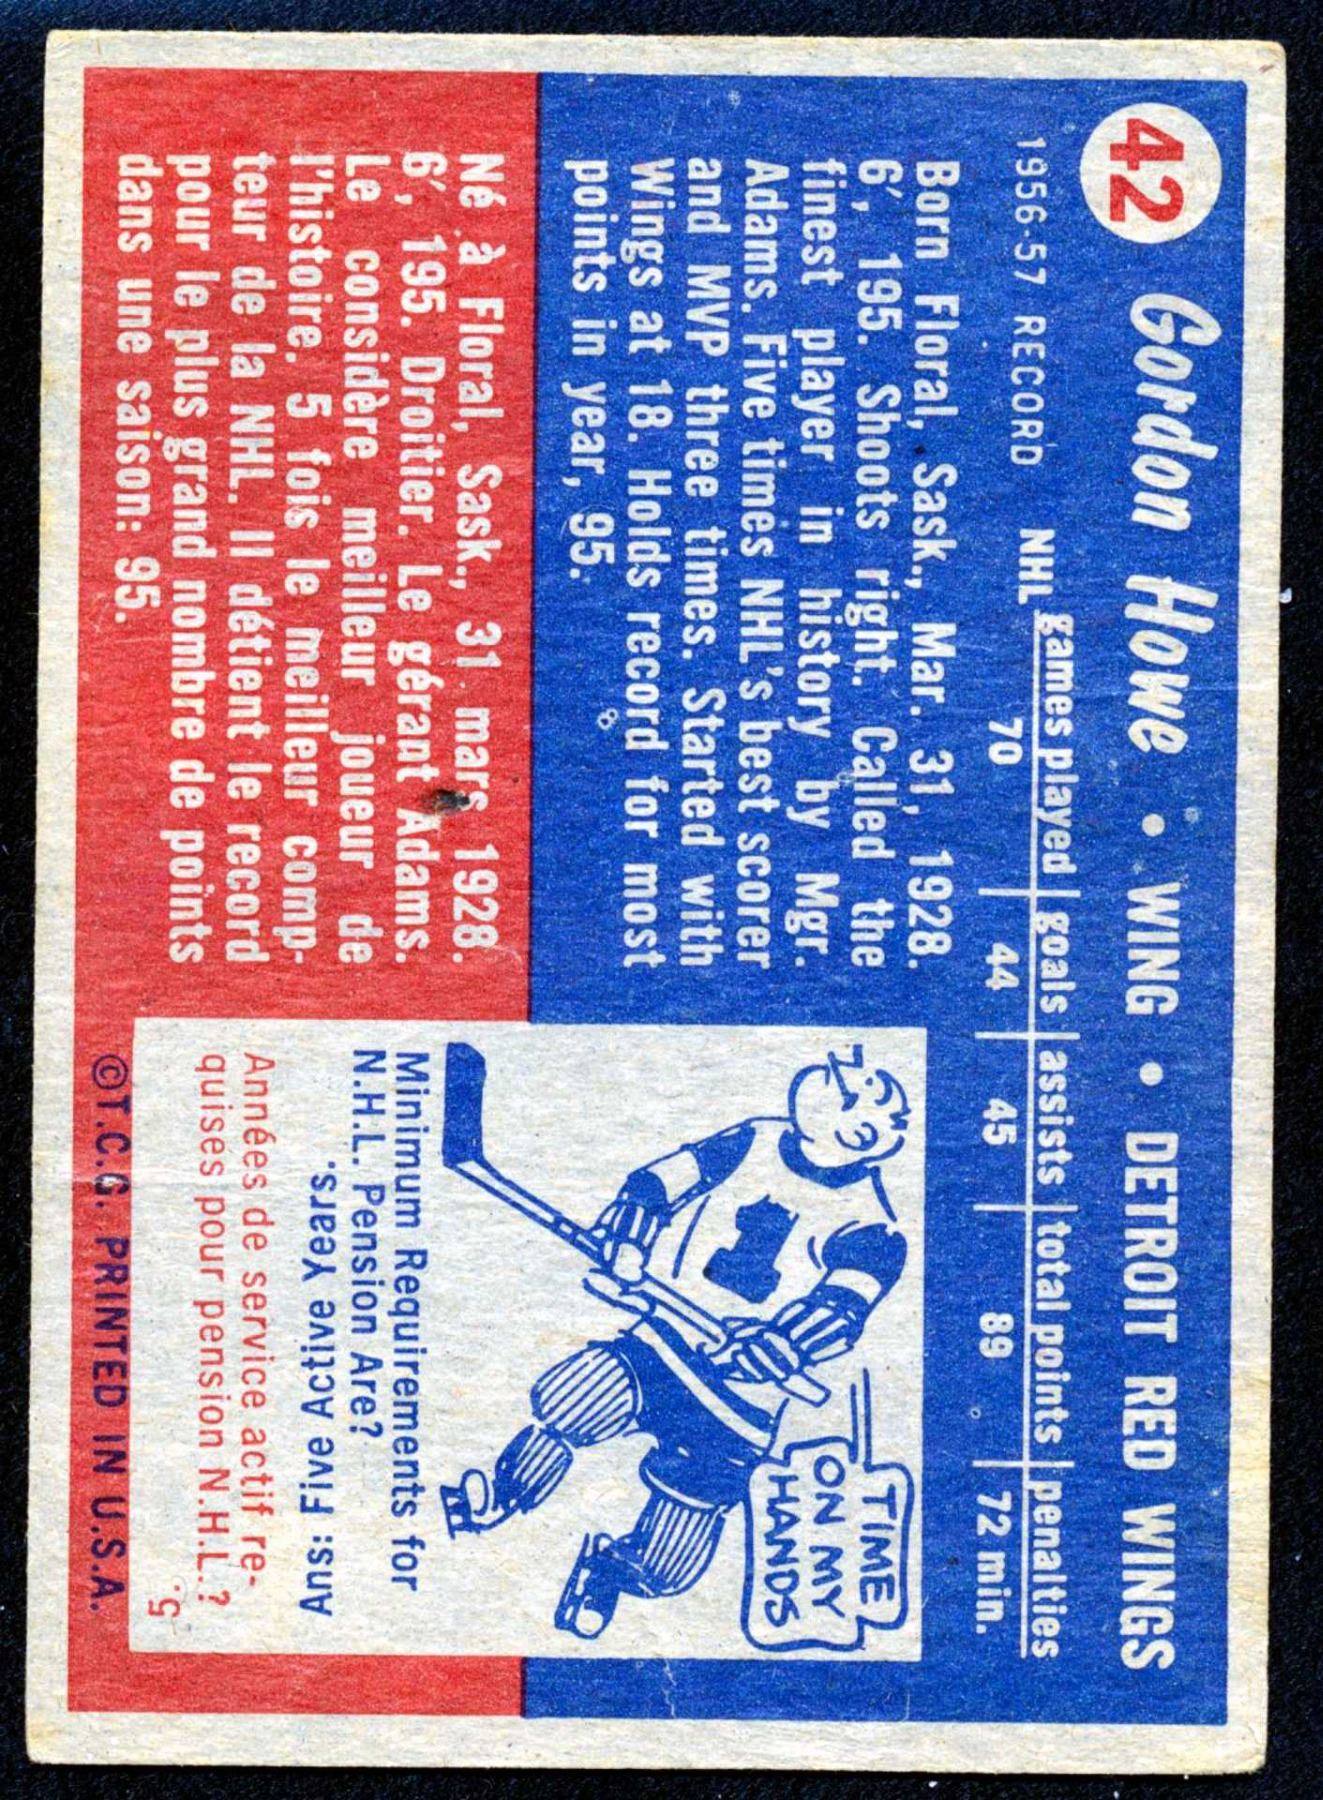 42 Gordon Howe • WING • DETROIT RED WINGS
games played | goals | assists | total points | penalties
1956-57 RECORD NHL 70 44 45 89 72 min.
Born Floral, Sask., Mar. 31, 1928.
6', 195. Shoots right. Called the
finest player in history by Mgr.
Adams. Five times NHL's best scorer
and MVP three times. Started with
Wings at 18. Holds record for most
points in year, 95.
Né à Floral, Sask., 31 mars 1928.
6', 195. Droitier. Le gérant Adams.
Le considère meilleur joueur de
l'histoire. 5 fois le meilleur comp-
teur de la NHL. Il détient le record
pour le plus grand nombre de points
dans une saison: 95.
TIME
ON MY
HANDS
Minimum Requirements for
N.H.L. Pension Are?
Ans: Five Active Years.
Années de service actif re-
quises pour pension N.H.L.?
5.
©T.C.G. PRINTED IN U.S.A.